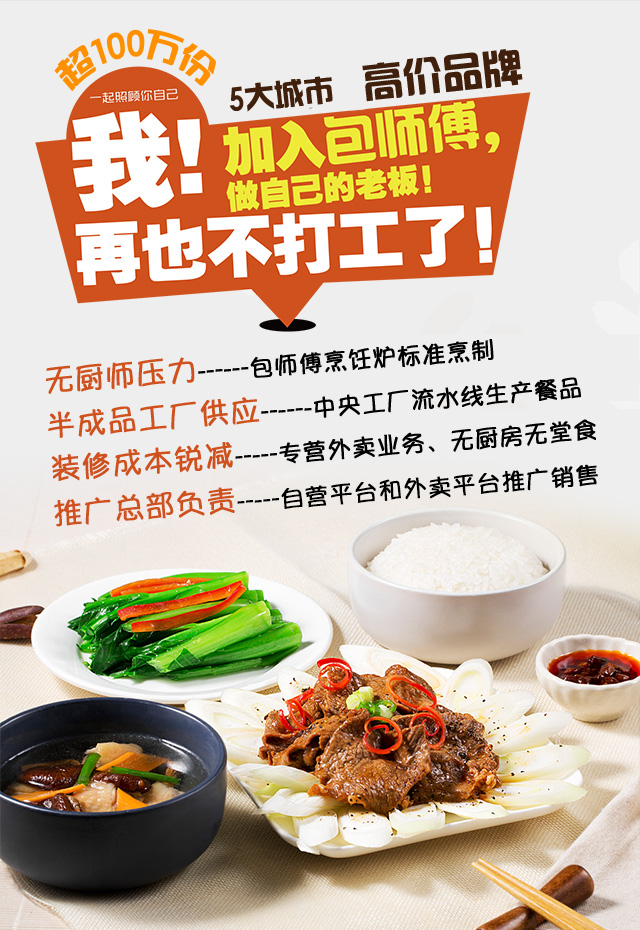 超100万份
一起照顾你自己
5大城市 高价品牌
我！加入包师傅，
做自己的老板！
再也不打工了！
无厨师压力------包师傅烹饪炉标准烹制
半成品工厂供应------中央工厂流水线生产餐品
装修成本锐减-----专营外卖业务、无厨房无堂食
推广总部负责-----自营平台和外卖平台推广销售